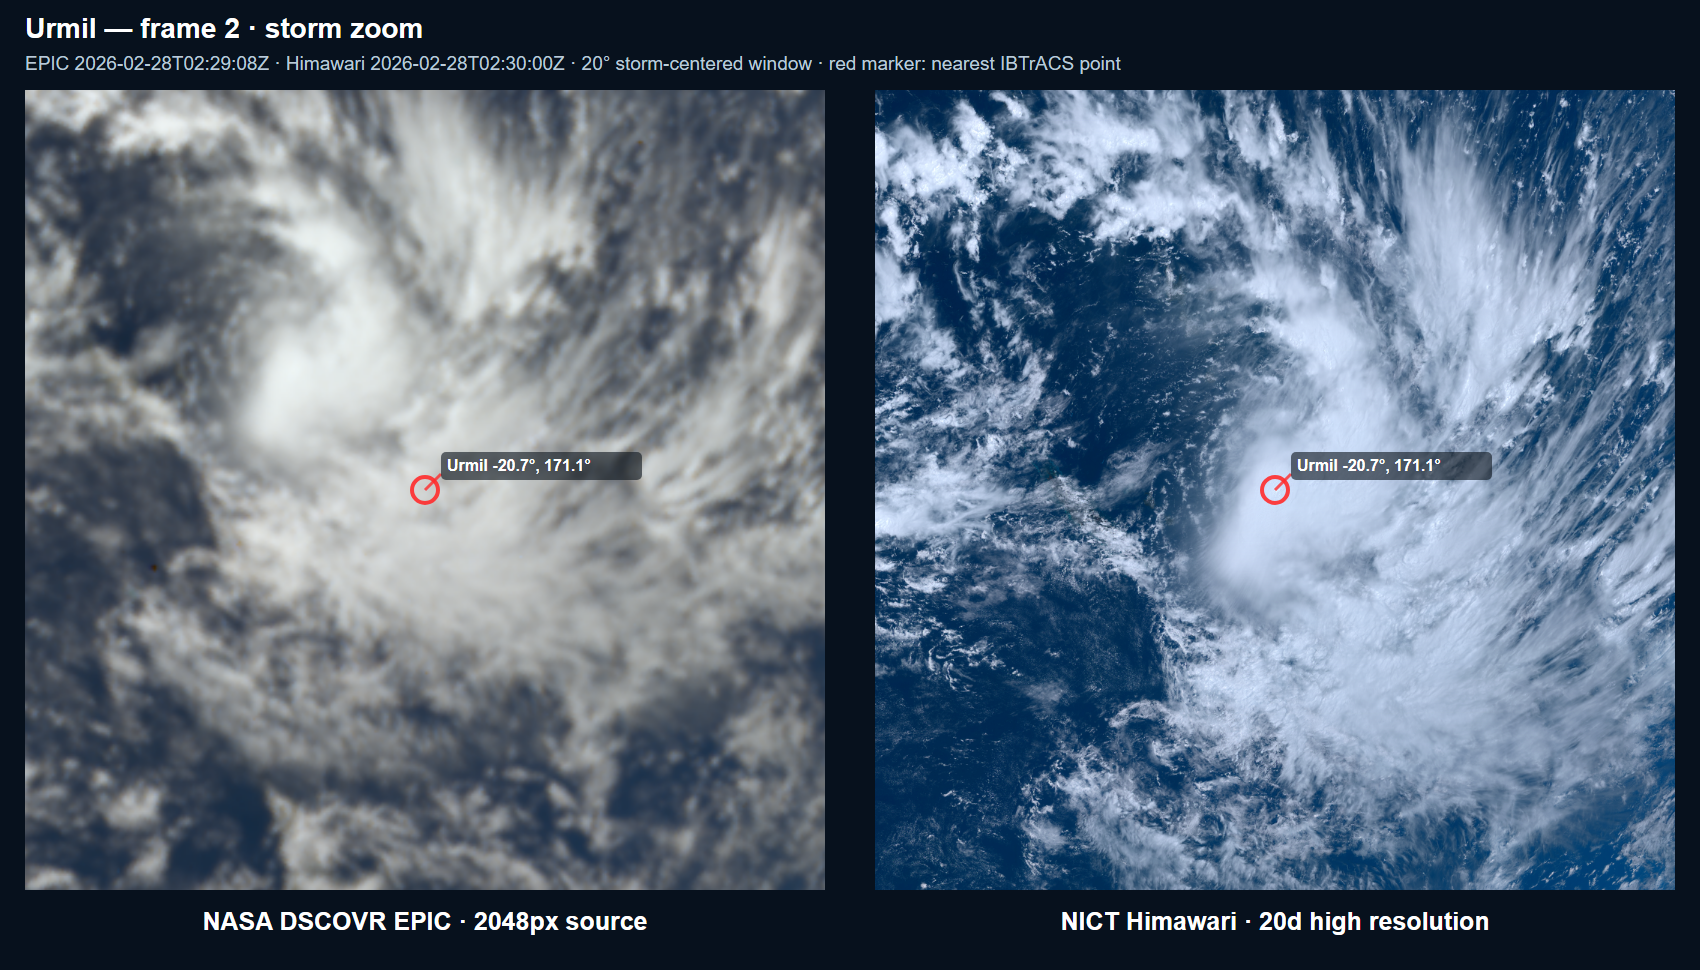 Urmil — frame 2 · storm zoom
EPIC 2026-02-28T02:29:08Z · Himawari 2026-02-28T02:30:00Z · 20° storm-centered window · red marker: nearest IBTrACS point
Urmil -20.7°, 171.1°
Urmil -20.7°, 171.1°
NASA DSCOVR EPIC · 2048px source
NICT Himawari · 20d high resolution